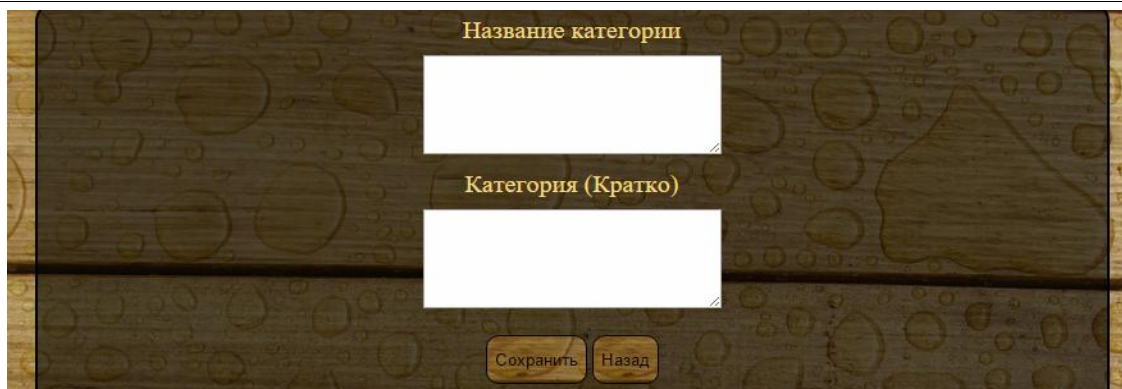 Название категории
Категория (Кратко)
Сохранить Назад